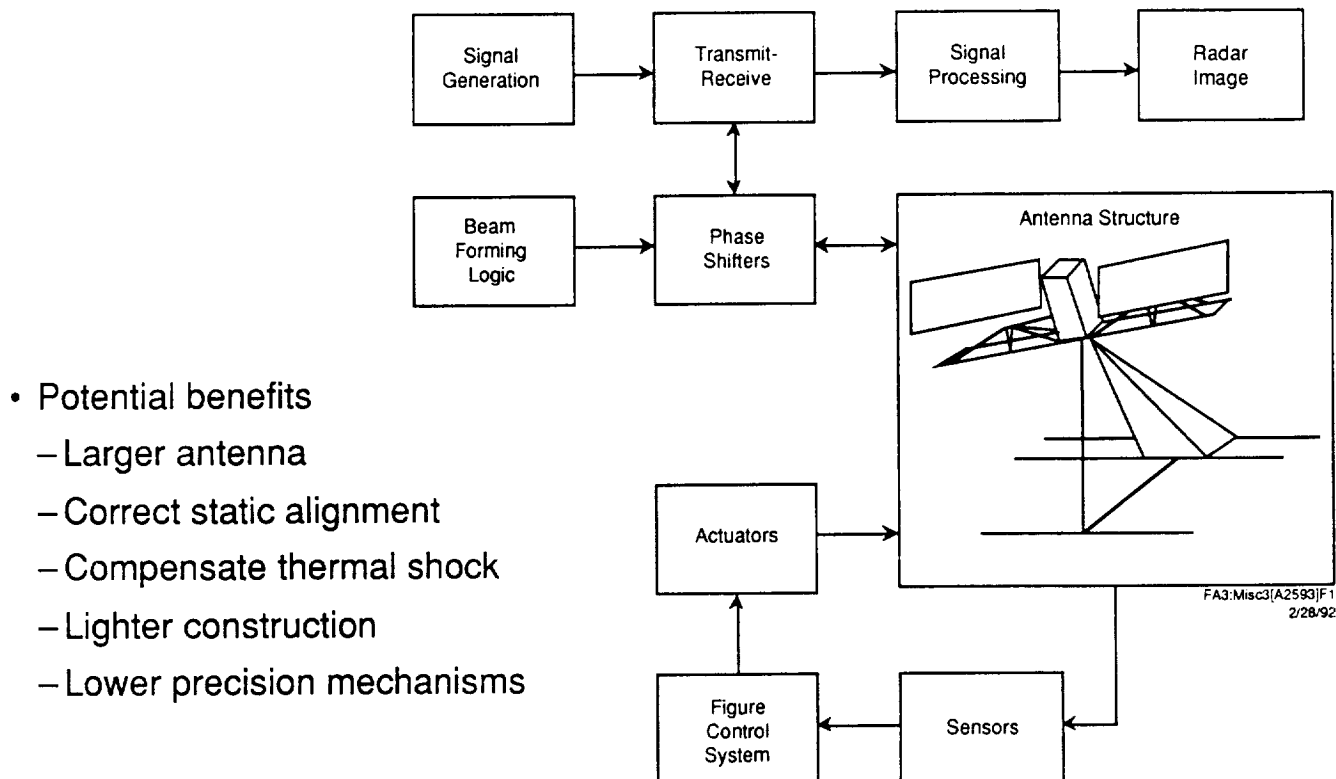 Signal
Generation
Transmit-
Receive
Signal
Processing
Radar
Image
Beam
Forming
Logic
Phase
Shifters
Antenna Structure
• Potential benefits
– Larger antenna
– Correct static alignment
– Compensate thermal shock
– Lighter construction
– Lower precision mechanisms
Actuators
FA3:Misc3[A2593]F1
2/28/92
Figure
Control
System
Sensors